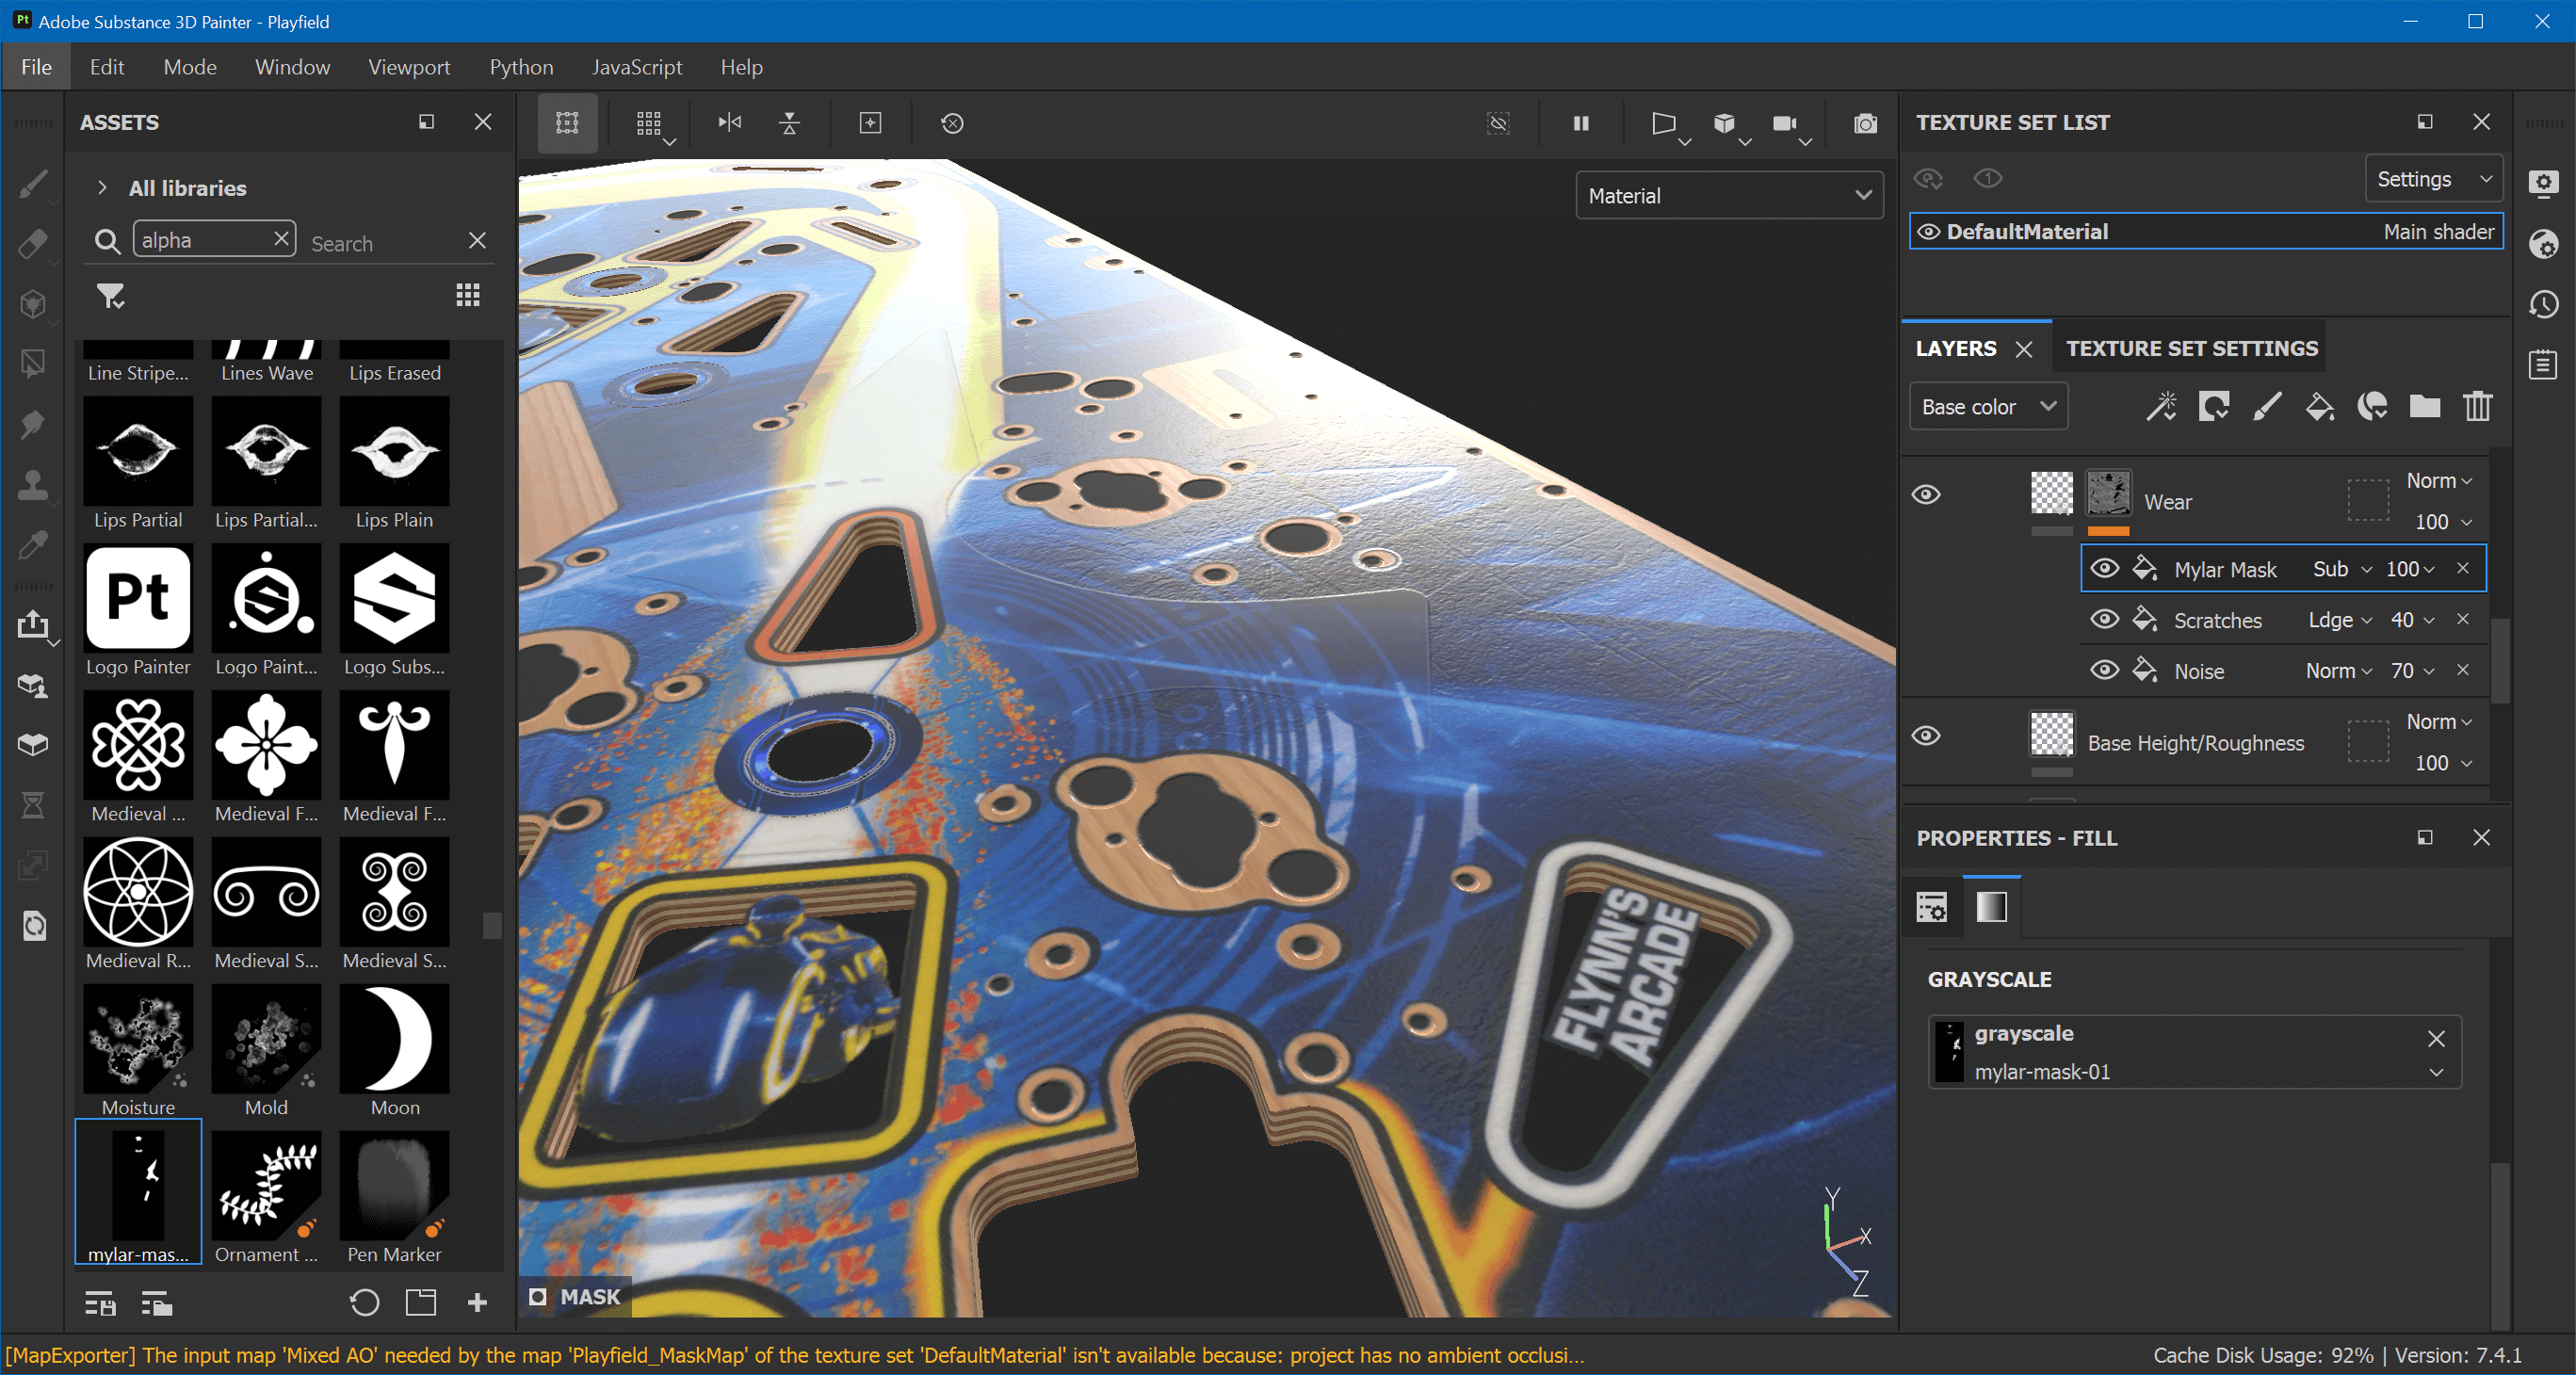 Pt Adobe Substance 3D Painter - Playfield
File Edit Mode Window Viewport Python JavaScript Help
ASSETS
All libraries
alpha Search
Line Stripe... Lines Wave Lips Erased
Lips Partial Lips Partial... Lips Plain
Pt
Logo Painter Logo Paint... Logo Subs...
Medieval ... Medieval F... Medieval F...
Medieval R... Medieval S... Medieval S...
Moisture Mold Moon
mylar-mas... Ornament ... Pen Marker
Material
FLYNN'S
ARCADE
Y
X
Z
MASK
TEXTURE SET LIST
1
Settings
DefaultMaterial Main shader
LAYERS TEXTURE SET SETTINGS
Base color
Wear Norm
100
Mylar Mask Sub 100
Scratches Ldge 40
Noise Norm 70
Base Height/Roughness Norm
100
PROPERTIES - FILL
GRAYSCALE
grayscale
mylar-mask-01
[MapExporter] The input map 'Mixed AO' needed by the map 'Playfield_MaskMap' of the texture set 'DefaultMaterial' isn't available because: project has no ambient occlusi...
Cache Disk Usage: 92% | Version: 7.4.1